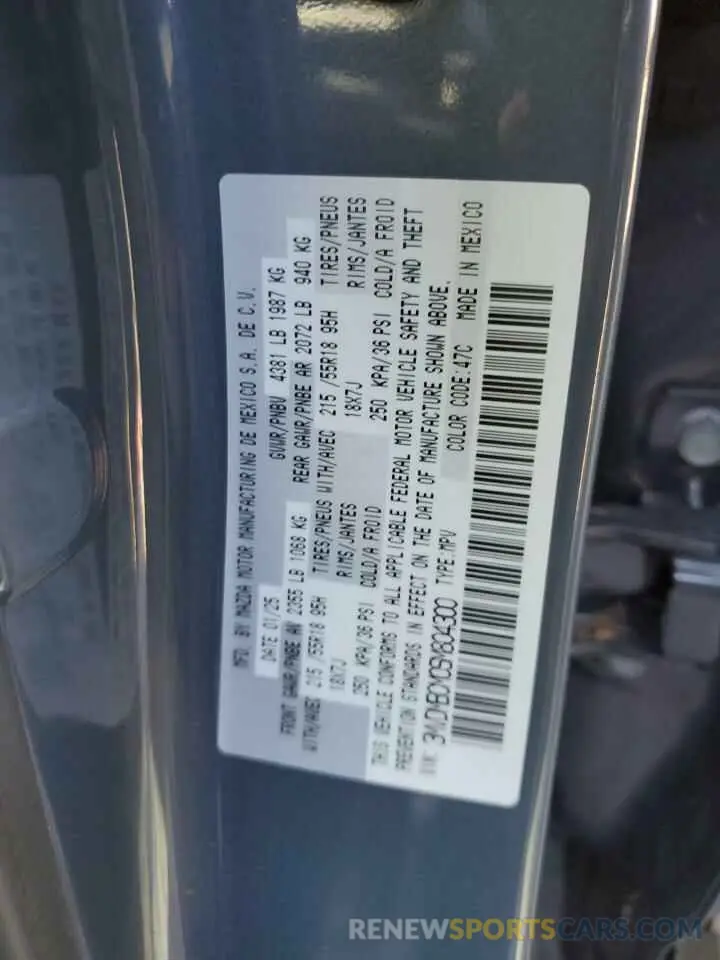 MFD. BY MAZDA MOTOR MANUFACTURING DE MEXICO S.A. DE C.V.
DATE 01/25 GVWR/PNBV 4381 LB 1987 KG
FRONT GAWR/PNBE AV 2355 LB 1068 KG REAR GAWR/PNBE AR 2072 LB 940 KG
WITH/AVEC 215 /55R18 95H TIRES/PNEUS WITH/AVEC 215 /55R18 95H TIRES/PNEUS
18X7J RIMS/JANTES 18X7J RIMS/JANTES
250 KPA/36 PSI COLD/A FROID 250 KPA/36 PSI COLD/A FROID
THIS VEHICLE CONFORMS TO ALL APPLICABLE FEDERAL MOTOR VEHICLE SAFETY AND THEFT
PREVENTION STANDARDS IN EFFECT ON THE DATE OF MANUFACTURE SHOWN ABOVE.
TYPE:MPV COLOR CODE:47C MADE IN MEXICO
RENEWSPORTSCARS.COM